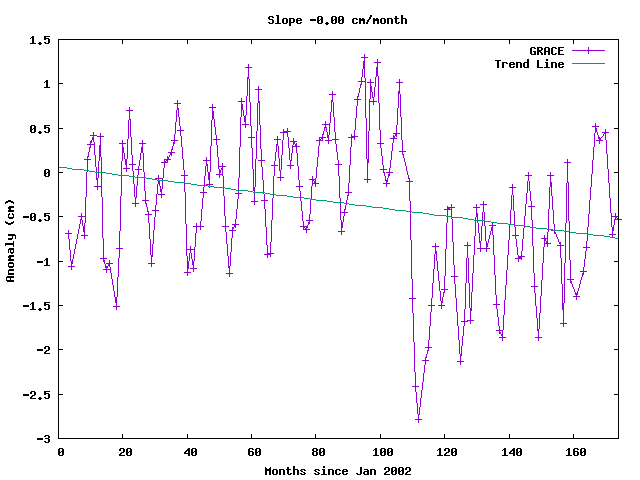 Slope -0.00 cm/month
GRACE
Trend Line
1.5
1
0.5
0
-0.5
-1
-1.5
-2
-2.5
-3
Anomaly (cm)
0 20 40 60 80 100 120 140 160
Months since Jan 2002